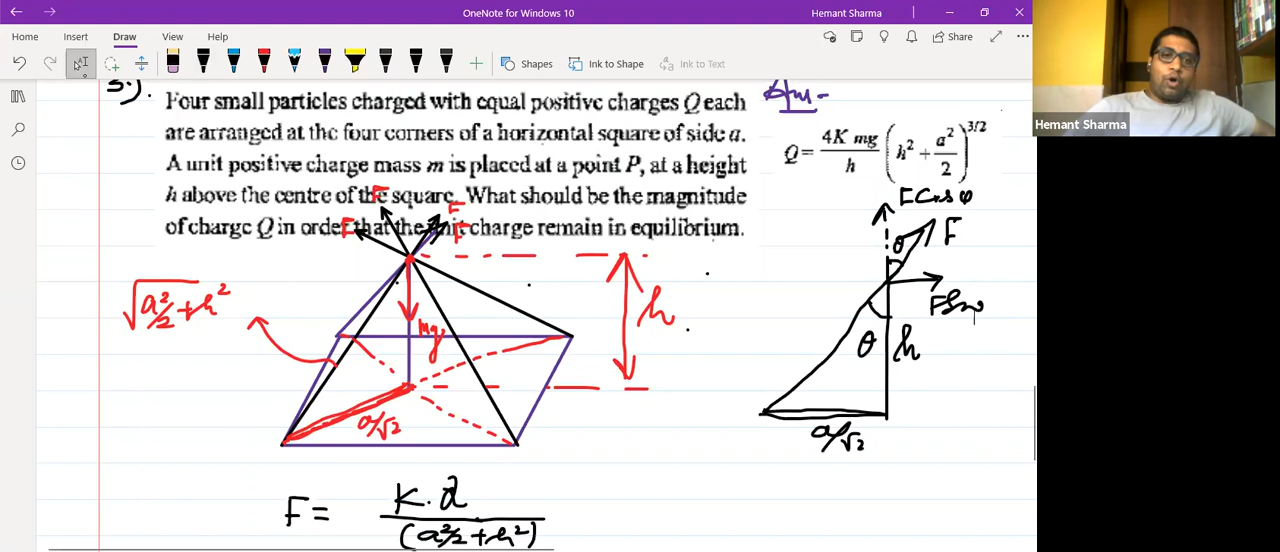 OneNote for Windows 10
Hemant Sharma
Home
Insert
Draw
View
Help
Share
Shapes
Ink to Shape
Ink to Text
3.)
Four small particles charged with equal positive charges Q each
are arranged at the four corners of a horizontal square of side a.
A unit positive charge mass m is placed at a point P, at a height
h above the centre of the square. What should be the magnitude
of charge Q in order that the unit charge remain in equilibrium.
Q = 4K mg / h (h² + a²/2)^3/2
F
F
F
F
√a²/2 + h²
mg
h
a/√2
F = K.Q / (a²/2 + h²)
F Cos θ
θ
F
F Sin
θ
h
a/√2
Hemant Sharma